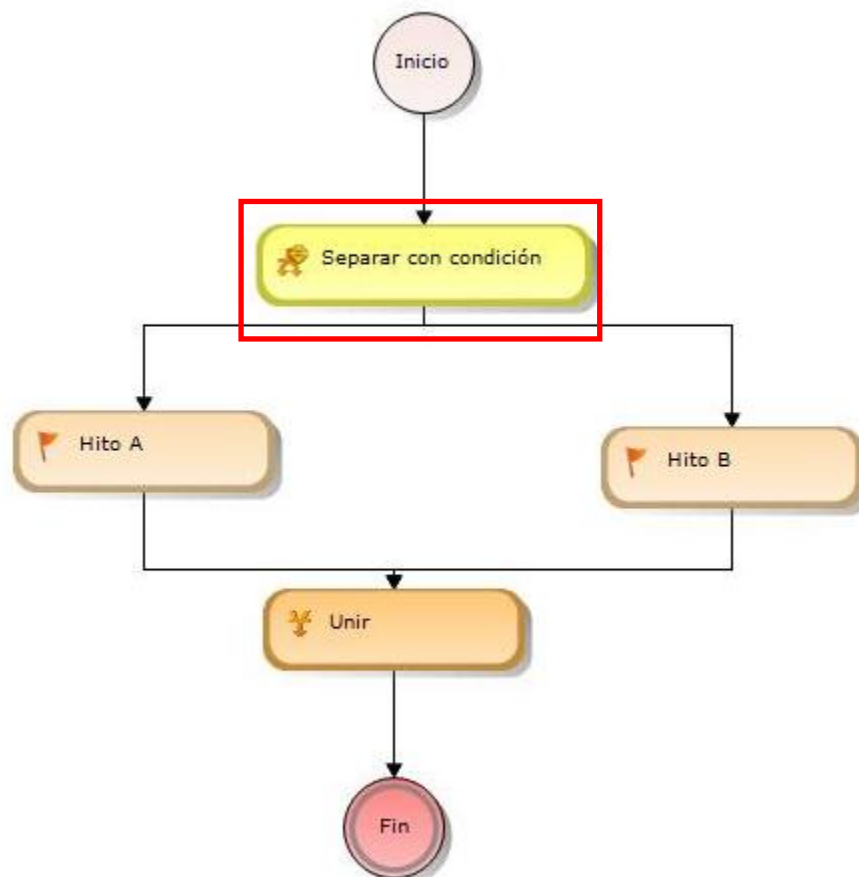 Inicio
Separar con condición
Hito A
Hito B
Unir
Fin